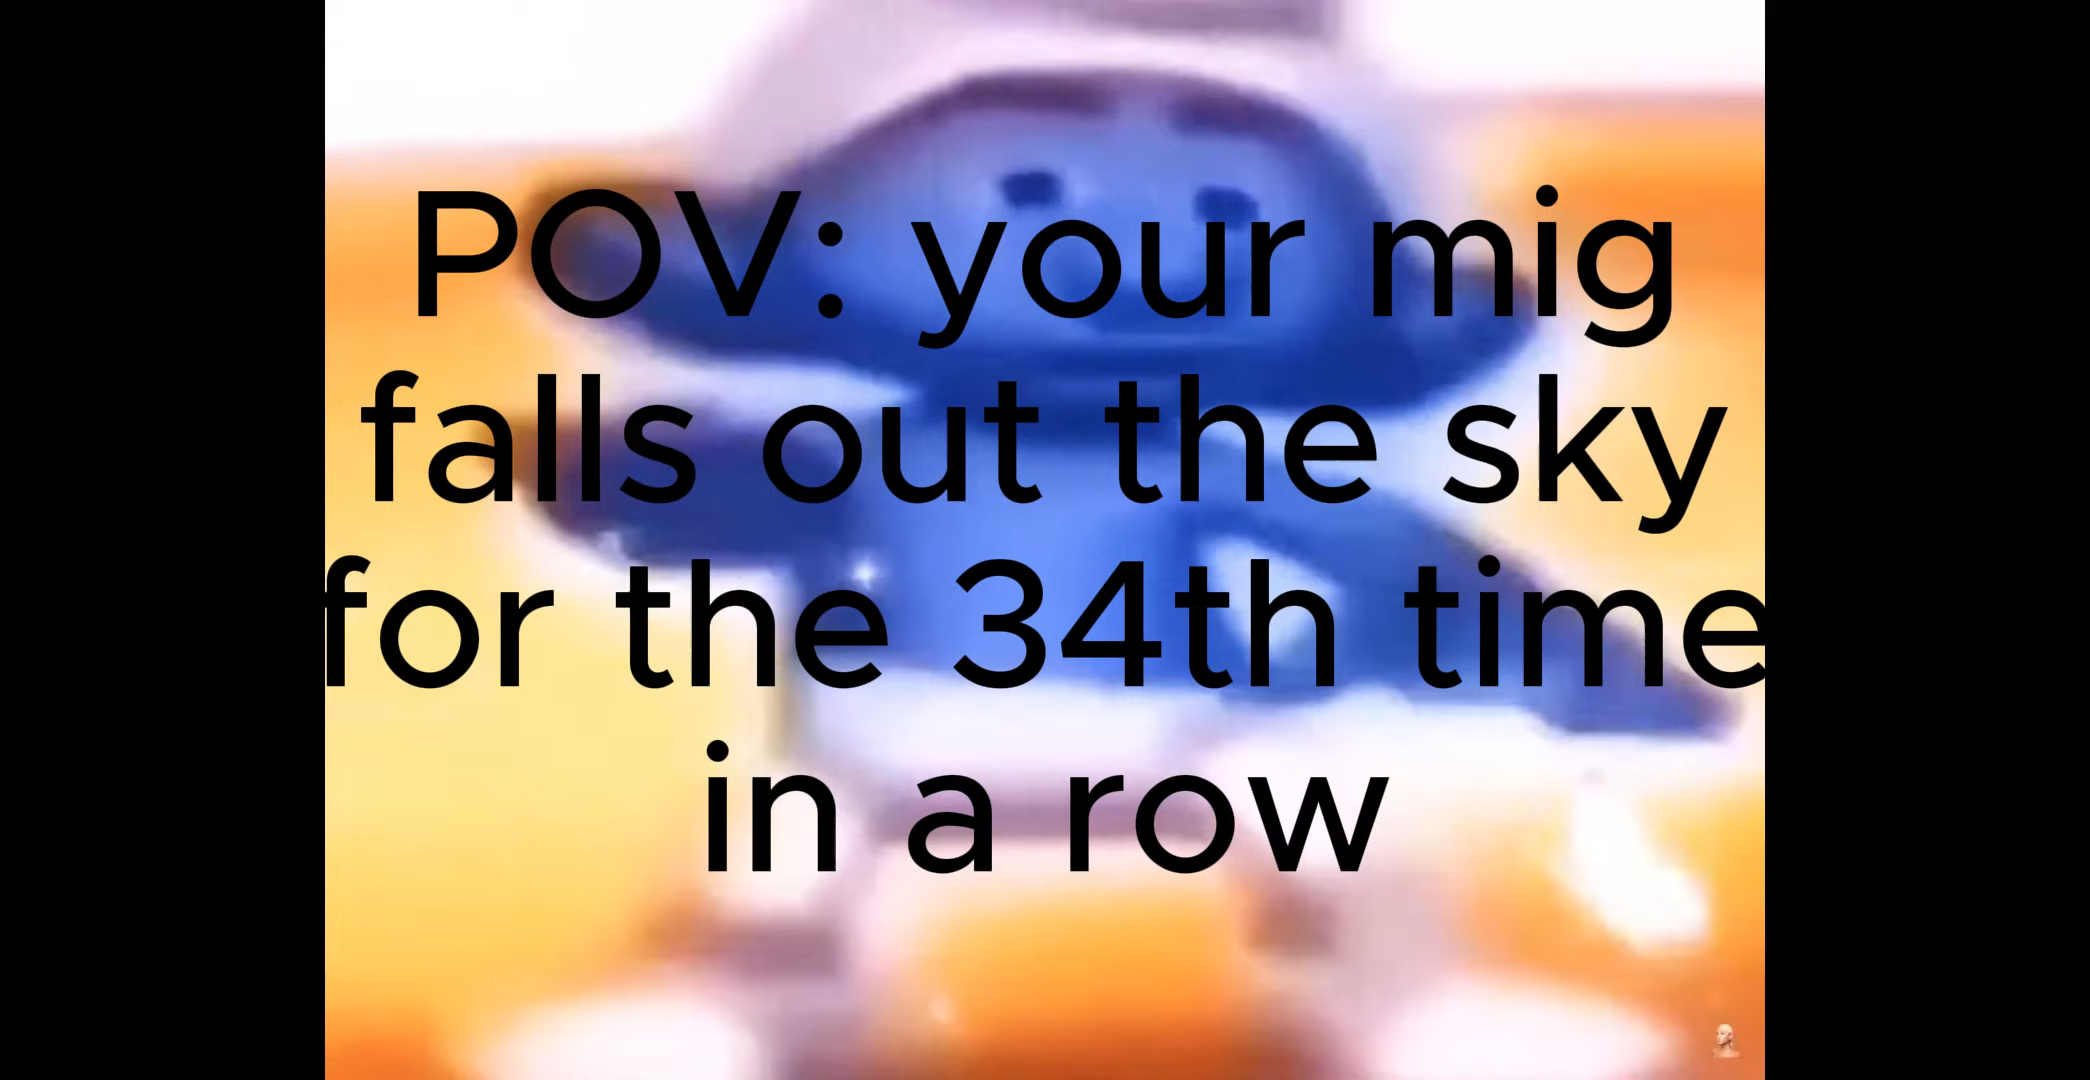 POV: your mig
falls out the sky
for the 34th time
in a row